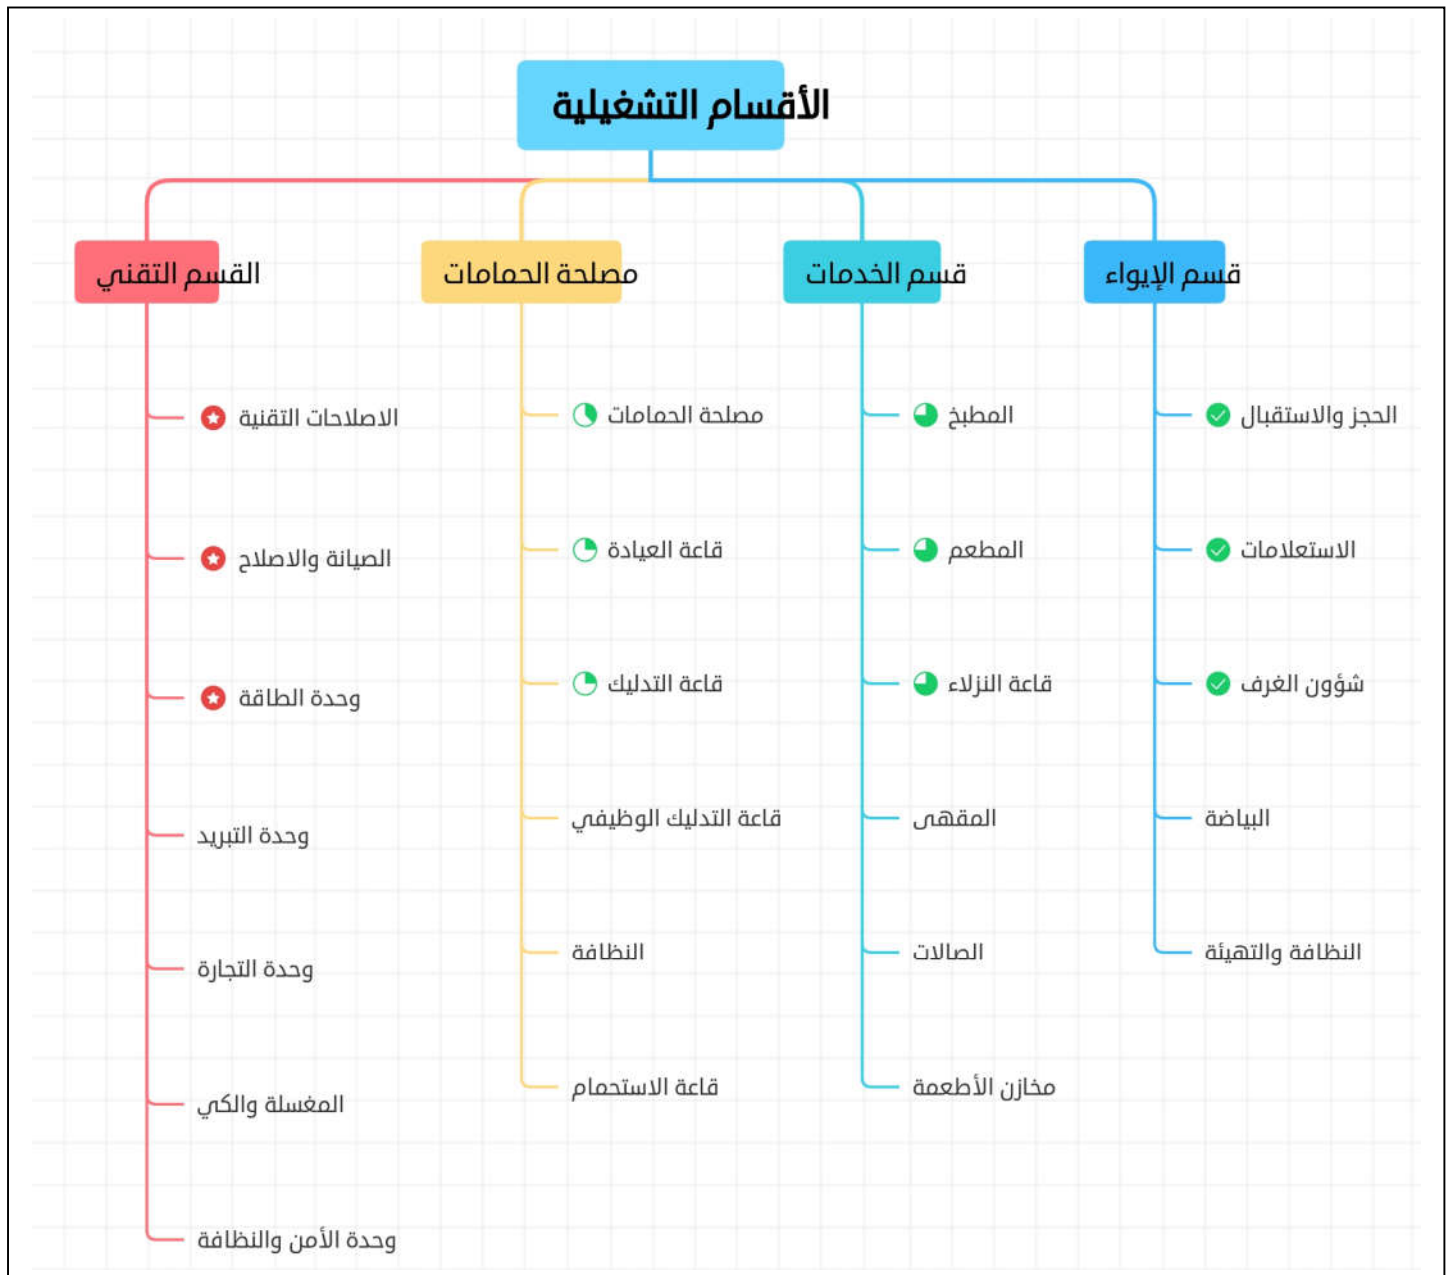 الأقسام التشغيلية
قسم الإيواء
الحجز والاستقبال
الاستعلامات
شؤون الغرف
البياضة
النظافة والتهيئة
قسم الخدمات
المطبخ
المطعم
قاعة النزلاء
المقهى
الصالات
مخازن الأطعمة
مصلحة الحمامات
مصلحة الحمامات
قاعة العيادة
قاعة التدليك
قاعة التدليك الوظيفي
النظافة
قاعة الاستحمام
القسم التقني
الاصلاحات التقنية
الصيانة والاصلاح
وحدة الطاقة
وحدة التبريد
وحدة التجارة
المغسلة والكي
وحدة الأمن والنظافة